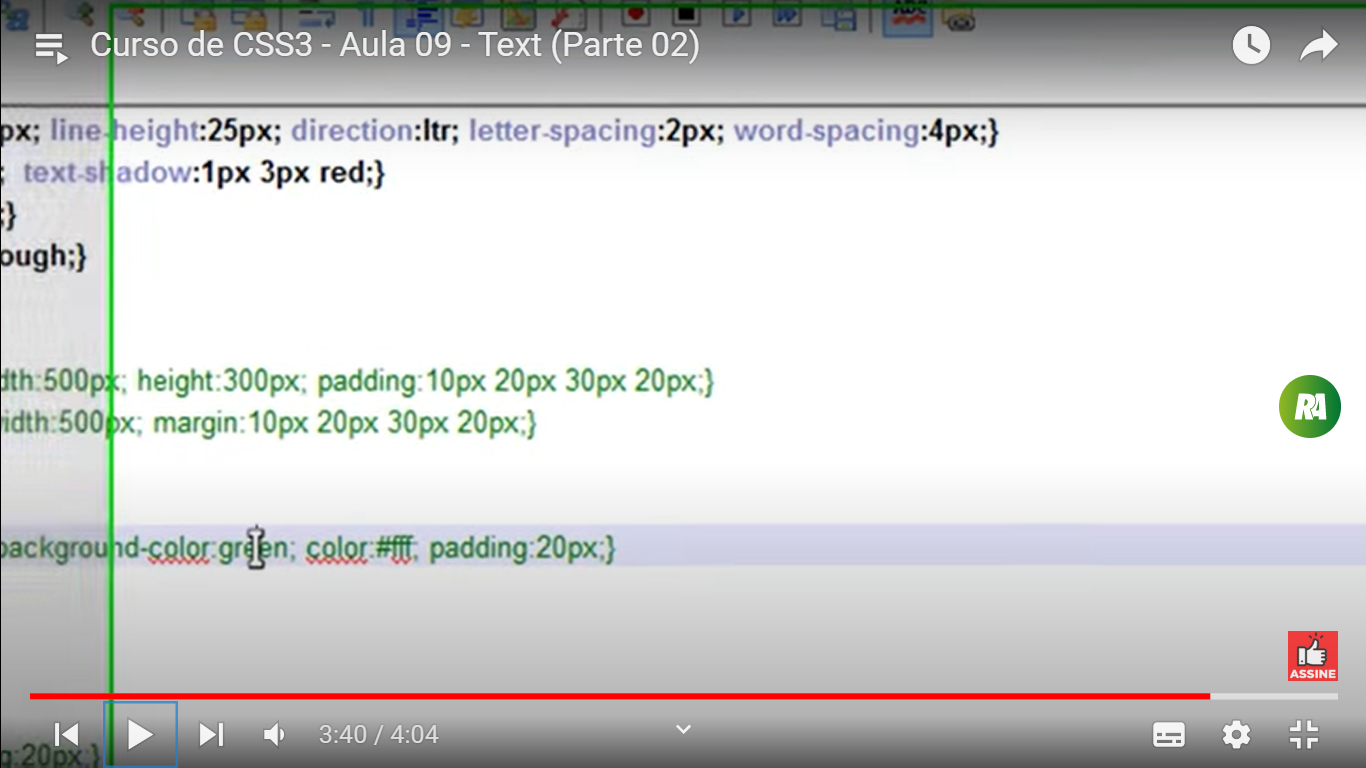 Curso de CSS3 - Aula 09 - Text (Parte 02)
px; line-height:25px; direction:ltr; letter-spacing:2px; word-spacing:4px;}
; text-shadow:1px 3px red;}
;}
ough;}
dth:500px; height:300px; padding:10px 20px 30px 20px;}
idth:500px; margin:10px 20px 30px 20px;}
background-color:green; color:#fff; padding:20px;}
RA
ASSINE
3:40 / 4:04
g:20px;}